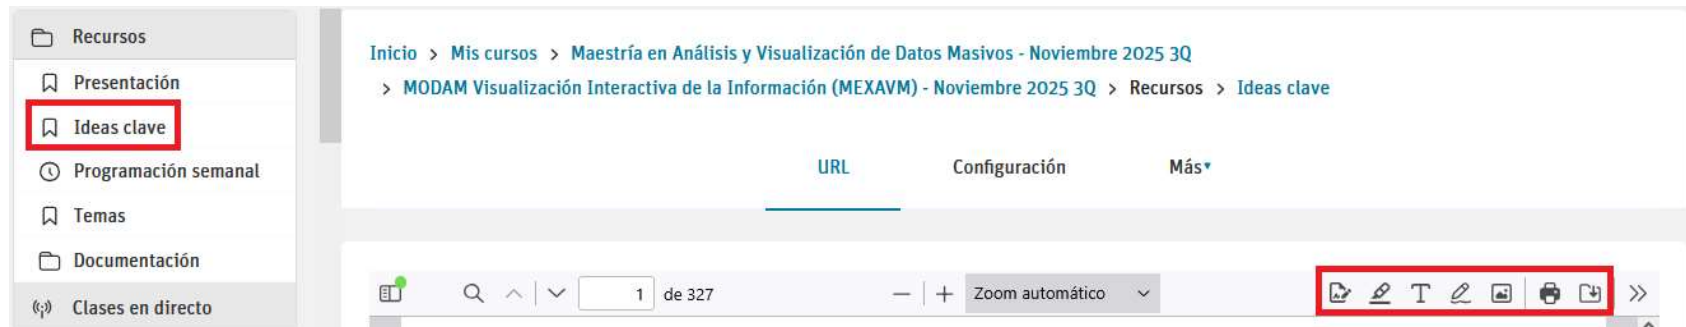 Recursos
Presentación
Ideas clave
Programación semanal
Temas
Documentación
Clases en directo
Inicio > Mis cursos > Maestría en Análisis y Visualización de Datos Masivos - Noviembre 2025 3Q
> MODAM Visualización Interactiva de la Información (MEXAVM) - Noviembre 2025 3Q > Recursos > Ideas clave
URL Configuración Más
1 de 327 Zoom automático